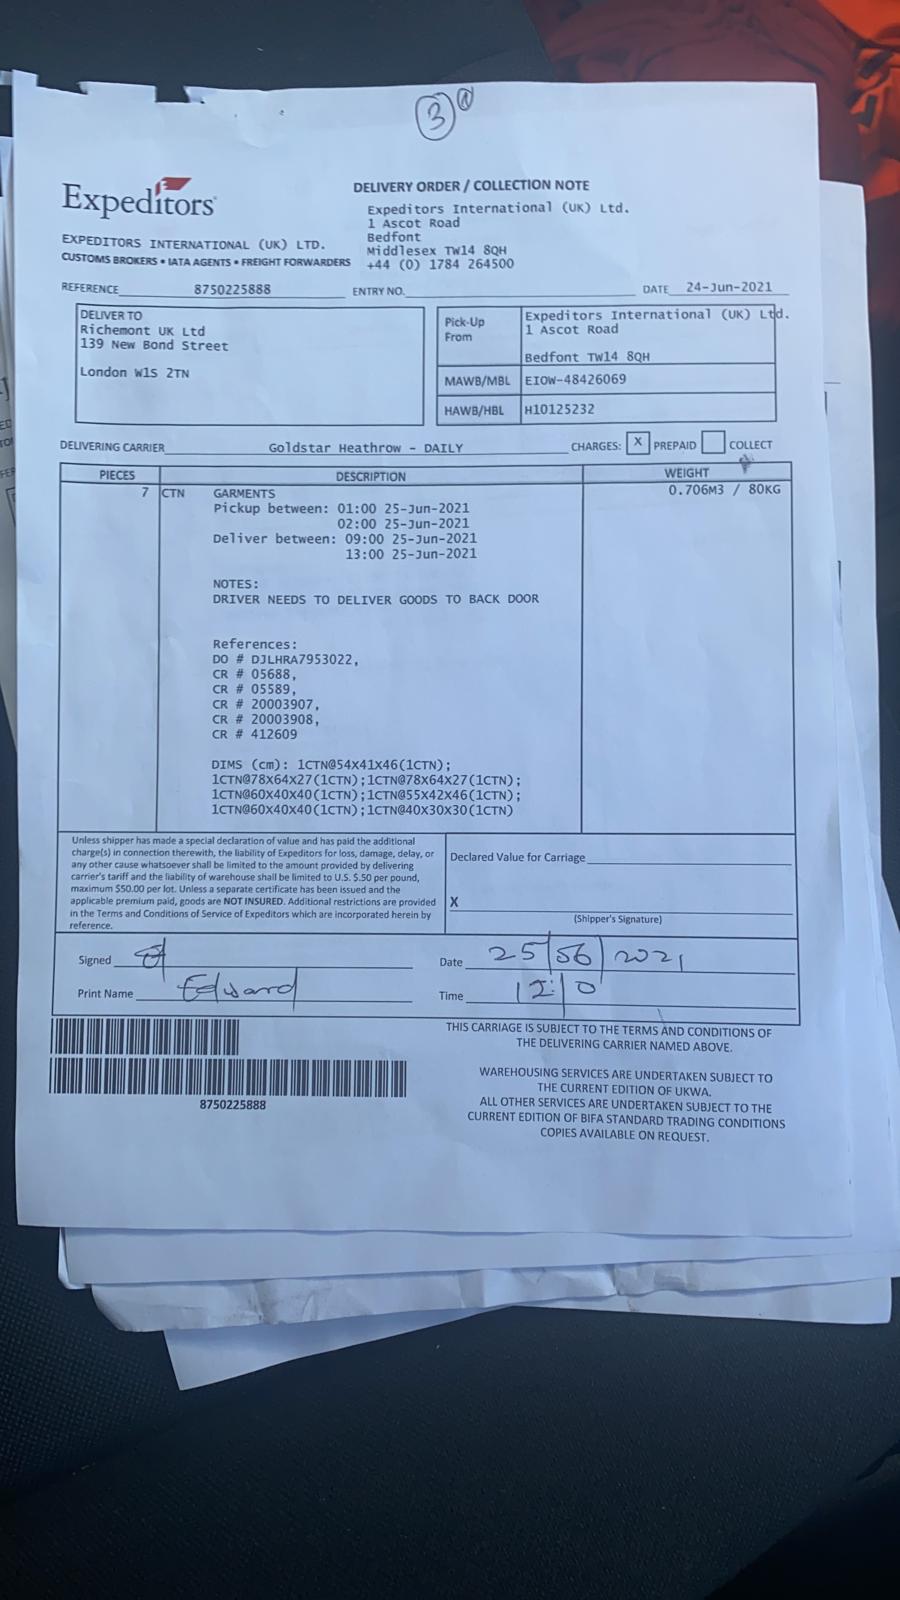 3
Expeditors
DELIVERY ORDER / COLLECTION NOTE
Expeditors International (UK) Ltd.
1 Ascot Road
Bedfont
Middlesex TW14 8QH
+44 (0) 1784 264500
EXPEDITORS INTERNATIONAL (UK) LTD.
CUSTOMS BROKERS • IATA AGENTS • FREIGHT FORWARDERS
REFERENCE 8750225888 ENTRY NO. DATE 24-Jun-2021
DELIVER TO
Richemont UK Ltd
139 New Bond Street
London W1S 2TN
Pick-Up From
Expeditors International (UK) Ltd.
1 Ascot Road
Bedfont TW14 8QH
MAWB/MBL EIOW-48426069
HAWB/HBL H10125232
DELIVERING CARRIER Goldstar Heathrow - DAILY CHARGES: X PREPAID COLLECT
PIECES DESCRIPTION WEIGHT
7 CTN GARMENTS 0.706M3 / 80KG
Pickup between: 01:00 25-Jun-2021
02:00 25-Jun-2021
Deliver between: 09:00 25-Jun-2021
13:00 25-Jun-2021
NOTES:
DRIVER NEEDS TO DELIVER GOODS TO BACK DOOR
References:
DO # DJLHRA7953022,
CR # 05688,
CR # 05589,
CR # 20003907,
CR # 20003908,
CR # 412609
DIMS (cm): 1CTN@54X41X46(1CTN);
1CTN@78X64X27(1CTN);1CTN@78X64X27(1CTN);
1CTN@60X40X40(1CTN);1CTN@55X42X46(1CTN);
1CTN@60X40X40(1CTN);1CTN@40X30X30(1CTN)
Unless shipper has made a special declaration of value and has paid the additional
charge(s) in connection therewith, the liability of Expeditors for loss, damage, delay, or
any other cause whatsoever shall be limited to the amount provided by delivering
carrier's tariff and the liability of warehouse shall be limited to U.S. $.50 per pound,
maximum $50.00 per lot. Unless a separate certificate has been issued and the
applicable premium paid, goods are NOT INSURED. Additional restrictions are provided
in the Terms and Conditions of Service of Expeditors which are incorporated herein by
reference.
Declared Value for Carriage
X
(Shipper's Signature)
Signed
Date 25/06/2021
Print Name Edward
Time 12:10
THIS CARRIAGE IS SUBJECT TO THE TERMS AND CONDITIONS OF
THE DELIVERING CARRIER NAMED ABOVE.
WAREHOUSING SERVICES ARE UNDERTAKEN SUBJECT TO
THE CURRENT EDITION OF UKWA.
ALL OTHER SERVICES ARE UNDERTAKEN SUBJECT TO THE
CURRENT EDITION OF BIFA STANDARD TRADING CONDITIONS
COPIES AVAILABLE ON REQUEST.
8750225888